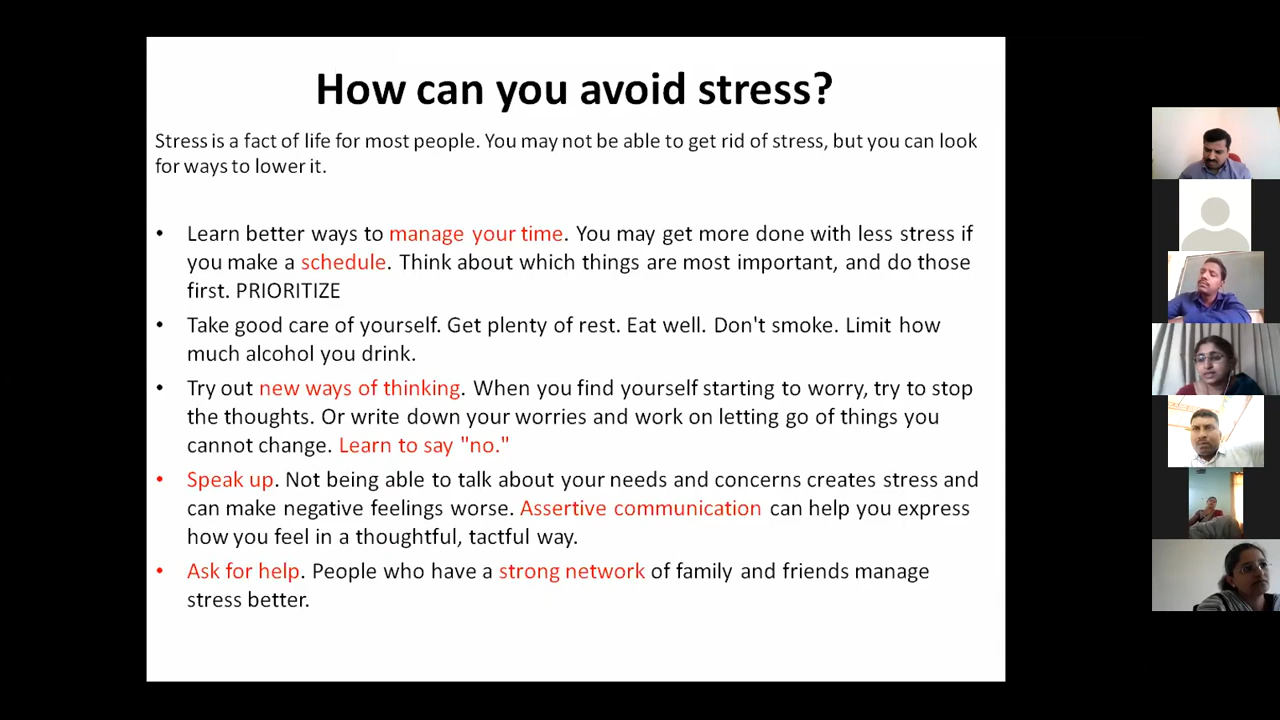 How can you avoid stress?
Stress is a fact of life for most people. You may not be able to get rid of stress, but you can look
for ways to lower it.
• Learn better ways to manage your time. You may get more done with less stress if
you make a schedule. Think about which things are most important, and do those
first. PRIORITIZE
• Take good care of yourself. Get plenty of rest. Eat well. Don't smoke. Limit how
much alcohol you drink.
• Try out new ways of thinking. When you find yourself starting to worry, try to stop
the thoughts. Or write down your worries and work on letting go of things you
cannot change. Learn to say "no."
• Speak up. Not being able to talk about your needs and concerns creates stress and
can make negative feelings worse. Assertive communication can help you express
how you feel in a thoughtful, tactful way.
• Ask for help. People who have a strong network of family and friends manage
stress better.